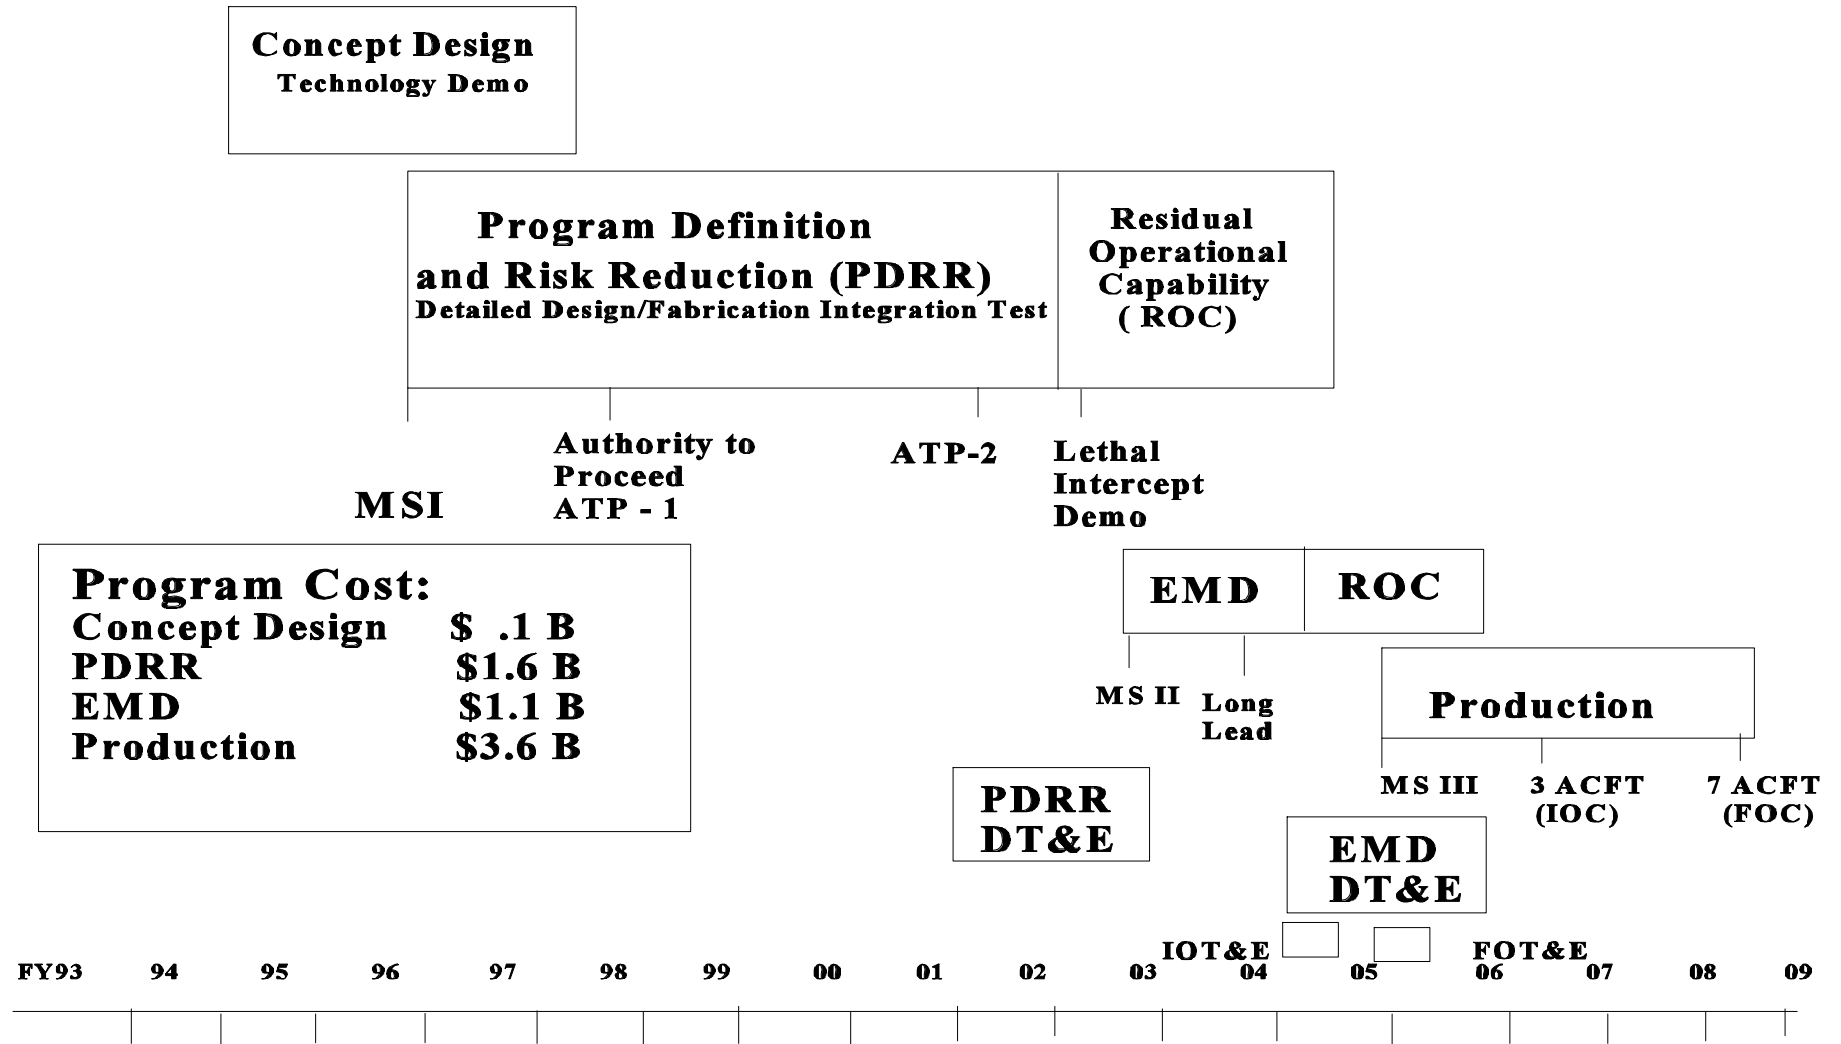 Concept Design
Technology Demo
Program Definition
and Risk Reduction (PDRR)
Detailed Design/Fabrication Integration Test
Residual
Operational
Capability
( ROC)
MSI
Authority to
Proceed
ATP - 1
ATP-2
Lethal
Intercept
Demo
Program Cost:
Concept Design $ .1 B
PDRR $1.6 B
EMD $1.1 B
Production $3.6 B
EMD
ROC
MS II
Long
Lead
Production
MS III
3 ACFT
(IOC)
7 ACFT
(FOC)
PDRR
DT&E
EMD
DT&E
IOT&E
FOT&E
FY93 94 95 96 97 98 99 00 01 02 03 04 05 06 07 08 09